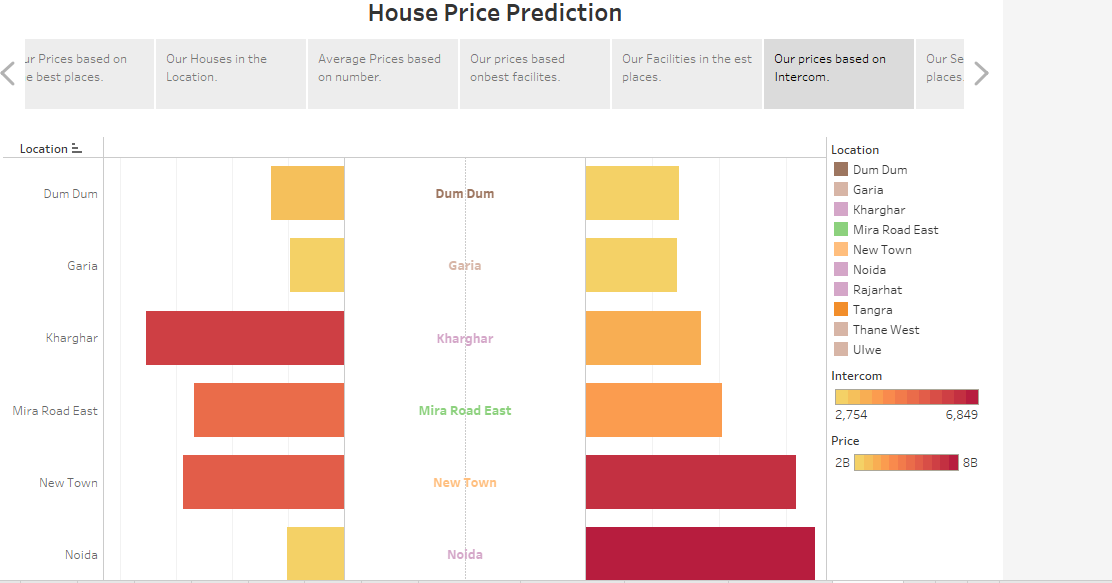 House Price Prediction
ur Prices based on
e best places.
Our Houses in the
Location.
Average Prices based
on number.
Our prices based
onbest facilites.
Our Facilities in the est
places.
Our prices based on
Intercom.
Our Se
places.
Location
Dum Dum
Garia
Kharghar
Mira Road East
New Town
Noida
Dum Dum
Garia
Kharghar
Mira Road East
New Town
Noida
Location
Dum Dum
Garia
Kharghar
Mira Road East
New Town
Noida
Rajarhat
Tangra
Thane West
Ulwe
Intercom
2,754 6,849
Price
2B 8B